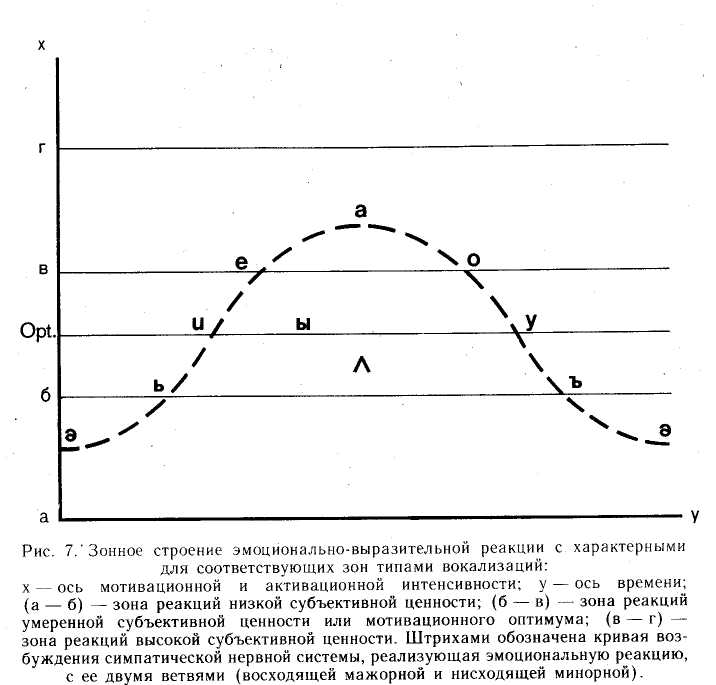 x
г
а
в
е
о
Opt.
и
ы
у
ʌ
б
ь
ъ
ə
ə
а
у
Рис. 7. Зонное строение эмоционально-выразительной реакции с характерными
для соответствующих зон типами вокализаций:
х — ось мотивационной и активационной интенсивности; у — ось времени;
(а — б) — зона реакций низкой субъективной ценности; (б — в) — зона реакций
умеренной субъективной ценности или мотивационного оптимума; (в — г) —
зона реакций высокой субъективной ценности. Штрихами обозначена кривая воз-
буждения симпатической нервной системы, реализующая эмоциональную реакцию,
с ее двумя ветвями (восходящей мажорной и нисходящей минорной).